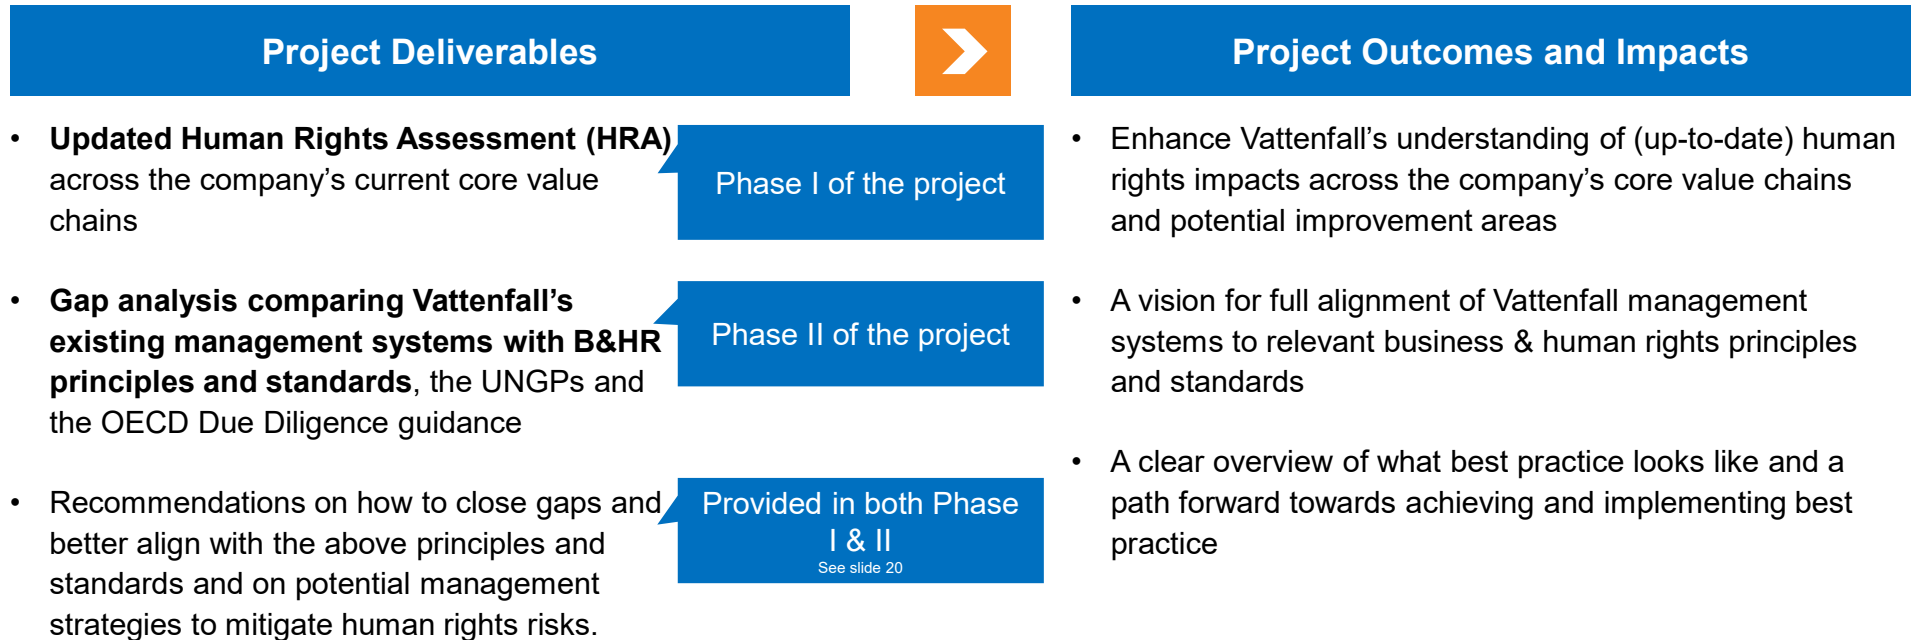 Project Deliverables
• Updated Human Rights Assessment (HRA)
across the company’s current core value
chains
Phase I of the project
• Gap analysis comparing Vattenfall’s
existing management systems with B&HR
principles and standards, the UNGPs and
the OECD Due Diligence guidance
Phase II of the project
• Recommendations on how to close gaps and
better align with the above principles and
standards and on potential management
strategies to mitigate human rights risks.
Provided in both Phase
I & II
See slide 20
Project Outcomes and Impacts
• Enhance Vattenfall’s understanding of (up-to-date) human
rights impacts across the company’s core value chains
and potential improvement areas
• A vision for full alignment of Vattenfall management
systems to relevant business & human rights principles
and standards
• A clear overview of what best practice looks like and a
path forward towards achieving and implementing best
practice